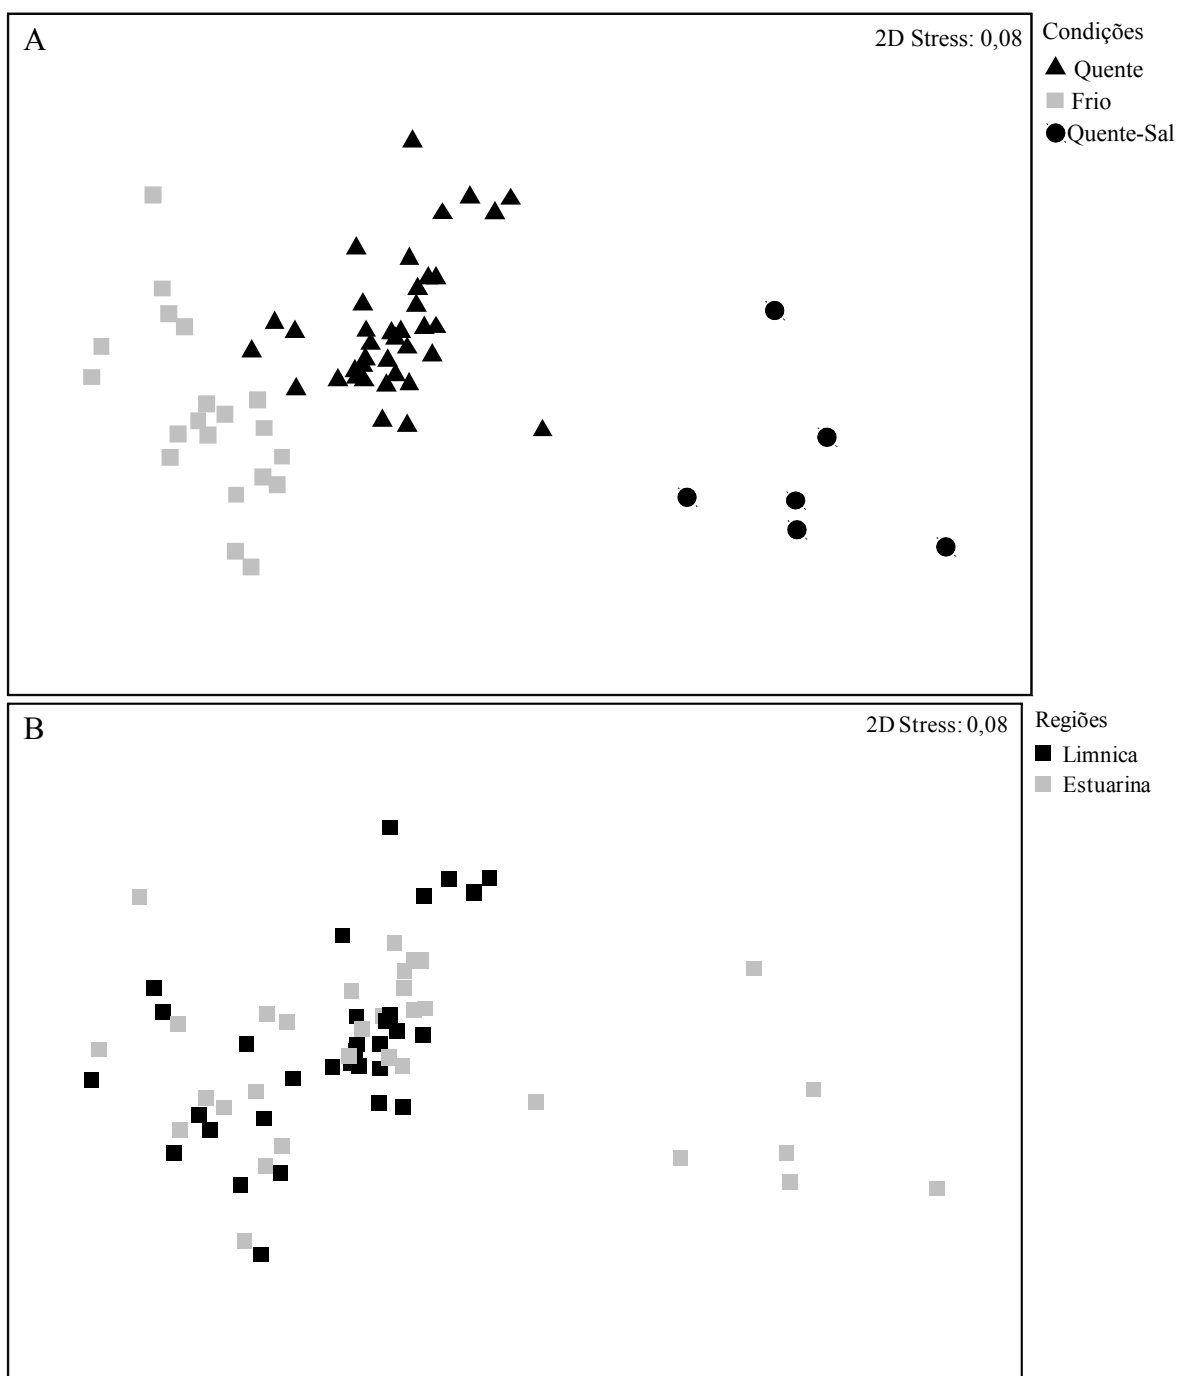 A
2D Stress: 0,08
Condições
Quente
Frio
Quente-Sal
B
2D Stress: 0,08
Regiões
Limnica
Estuarina